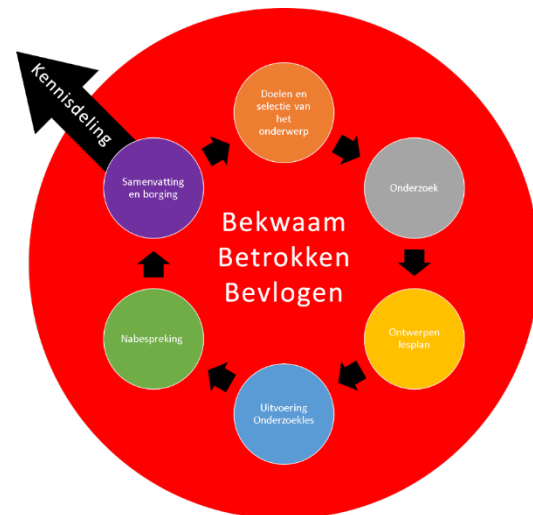 Kennisdeling
Doelen en
selectie van
het
onderwerp
Onderzoek
Ontwerpen
lesplan
Uitvoering
Onderzoekles
Nabespreking
Samenvatting
en borging
Bekwaam
Betrokken
Bevlogen